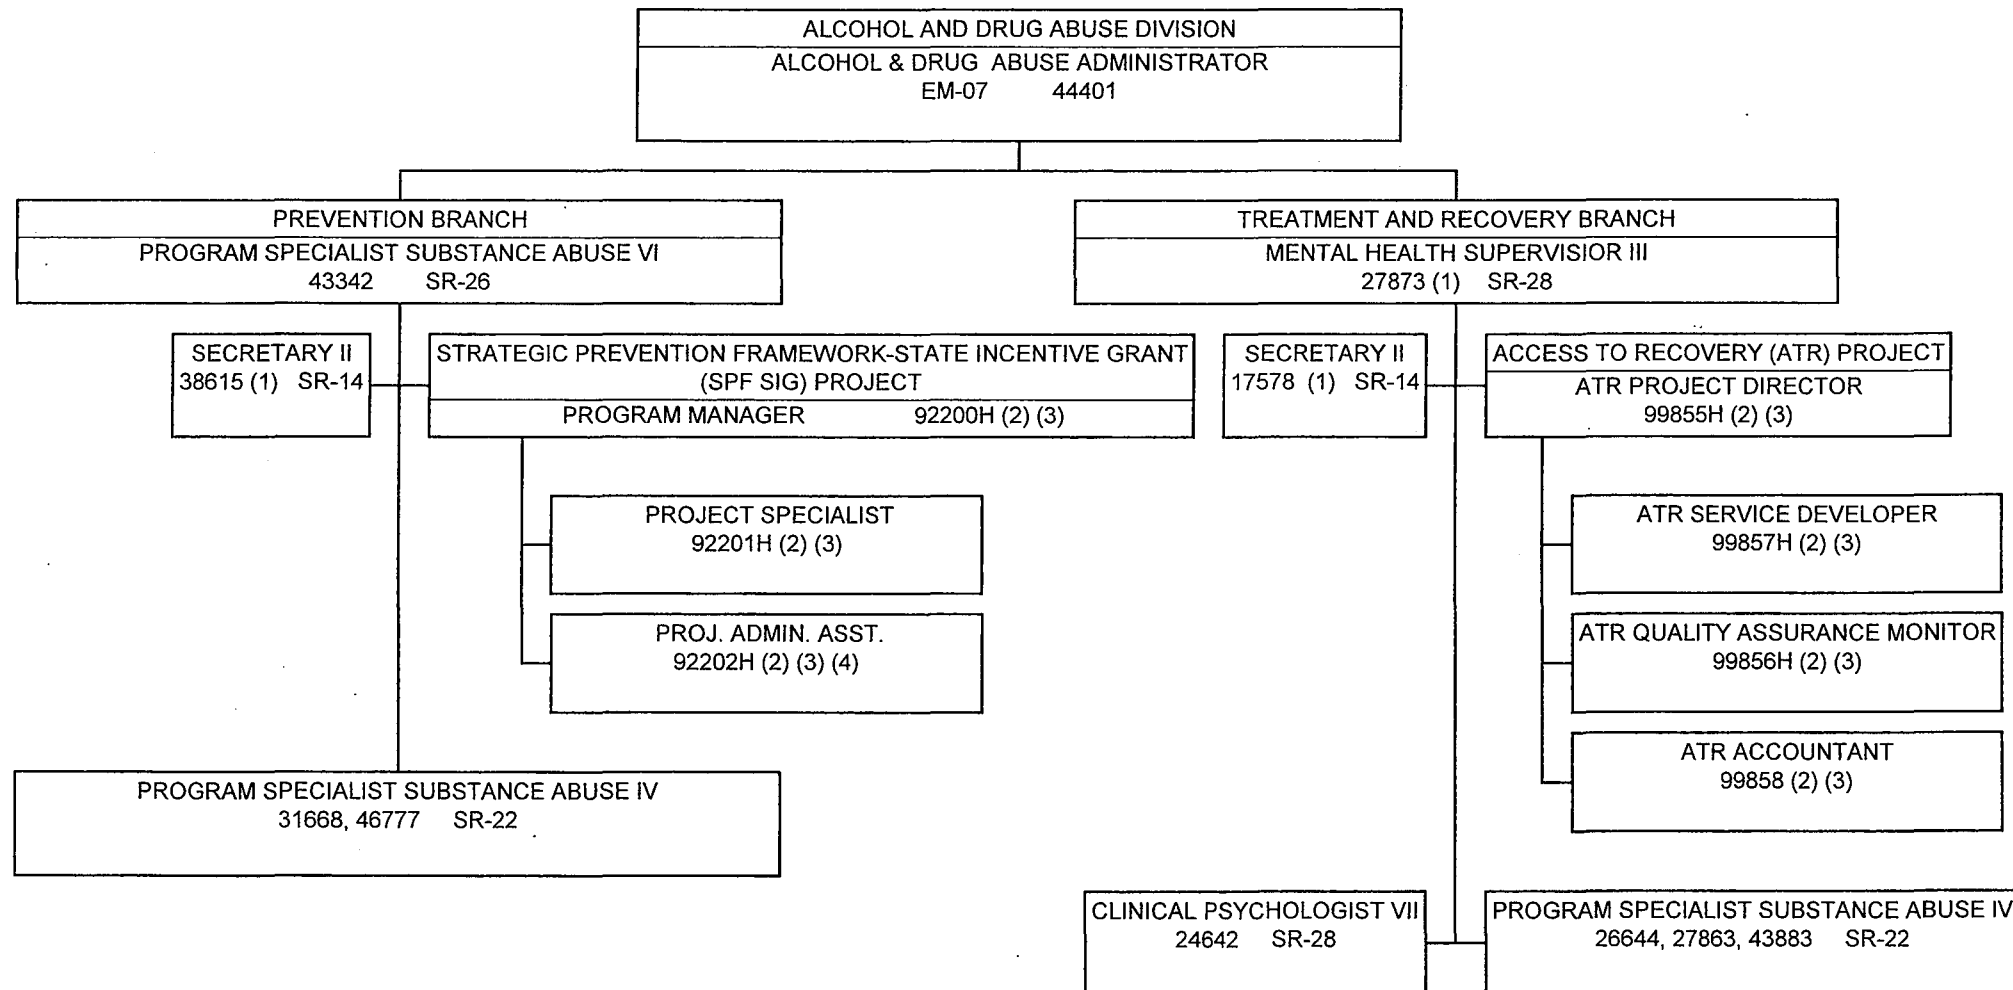 ALCOHOL AND DRUG ABUSE DIVISION
ALCOHOL & DRUG ABUSE ADMINISTRATOR
EM-07 44401
PREVENTION BRANCH
PROGRAM SPECIALIST SUBSTANCE ABUSE VI
43342 SR-26
TREATMENT AND RECOVERY BRANCH
MENTAL HEALTH SUPERVISIOR III
27873 (1) SR-28
SECRETARY II
38615 (1) SR-14
STRATEGIC PREVENTION FRAMEWORK-STATE INCENTIVE GRANT
(SPF SIG) PROJECT
PROGRAM MANAGER 92200H (2) (3)
SECRETARY II
17578 (1) SR-14
ACCESS TO RECOVERY (ATR) PROJECT
ATR PROJECT DIRECTOR
99855H (2) (3)
PROJECT SPECIALIST
92201H (2) (3)
PROJ. ADMIN. ASST.
92202H (2) (3) (4)
ATR SERVICE DEVELOPER
99857H (2) (3)
ATR QUALITY ASSURANCE MONITOR
99856H (2) (3)
ATR ACCOUNTANT
99858 (2) (3)
PROGRAM SPECIALIST SUBSTANCE ABUSE IV
31668, 46777 SR-22
CLINICAL PSYCHOLOGIST VII
24642 SR-28
PROGRAM SPECIALIST SUBSTANCE ABUSE IV
26644, 27863, 43883 SR-22